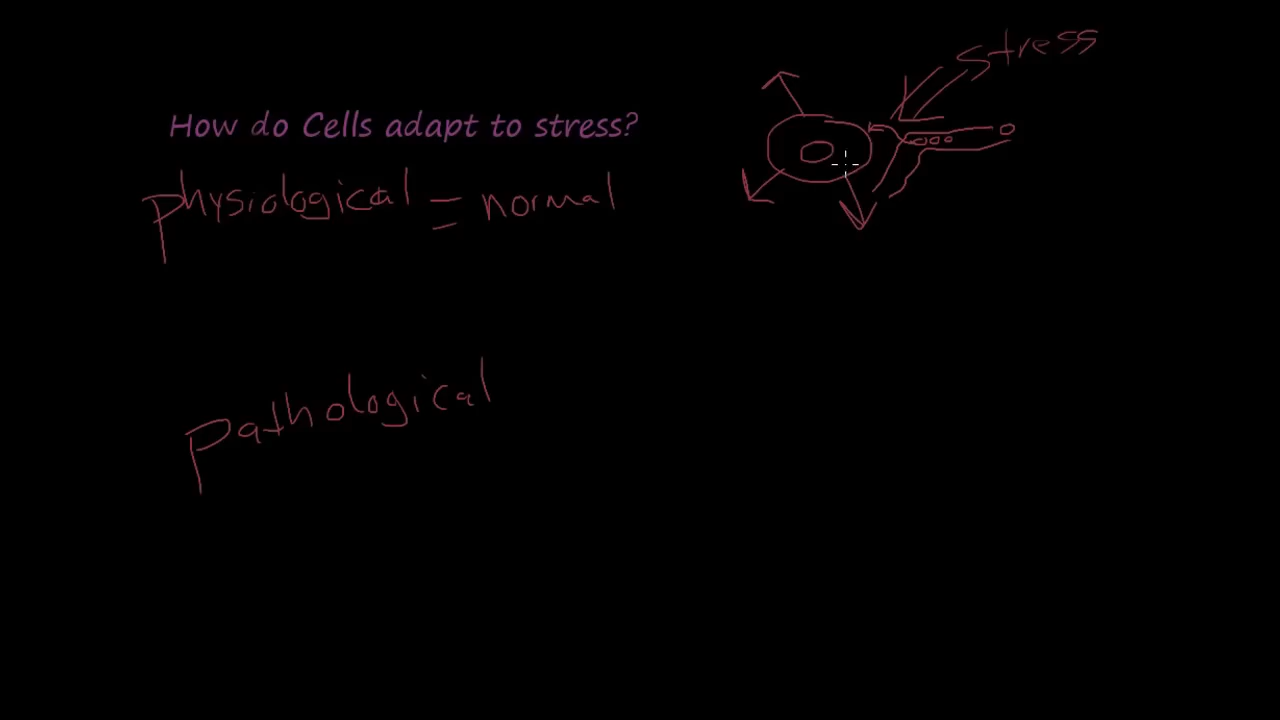 stress
How do Cells adapt to stress?
physiological = normal
pathological